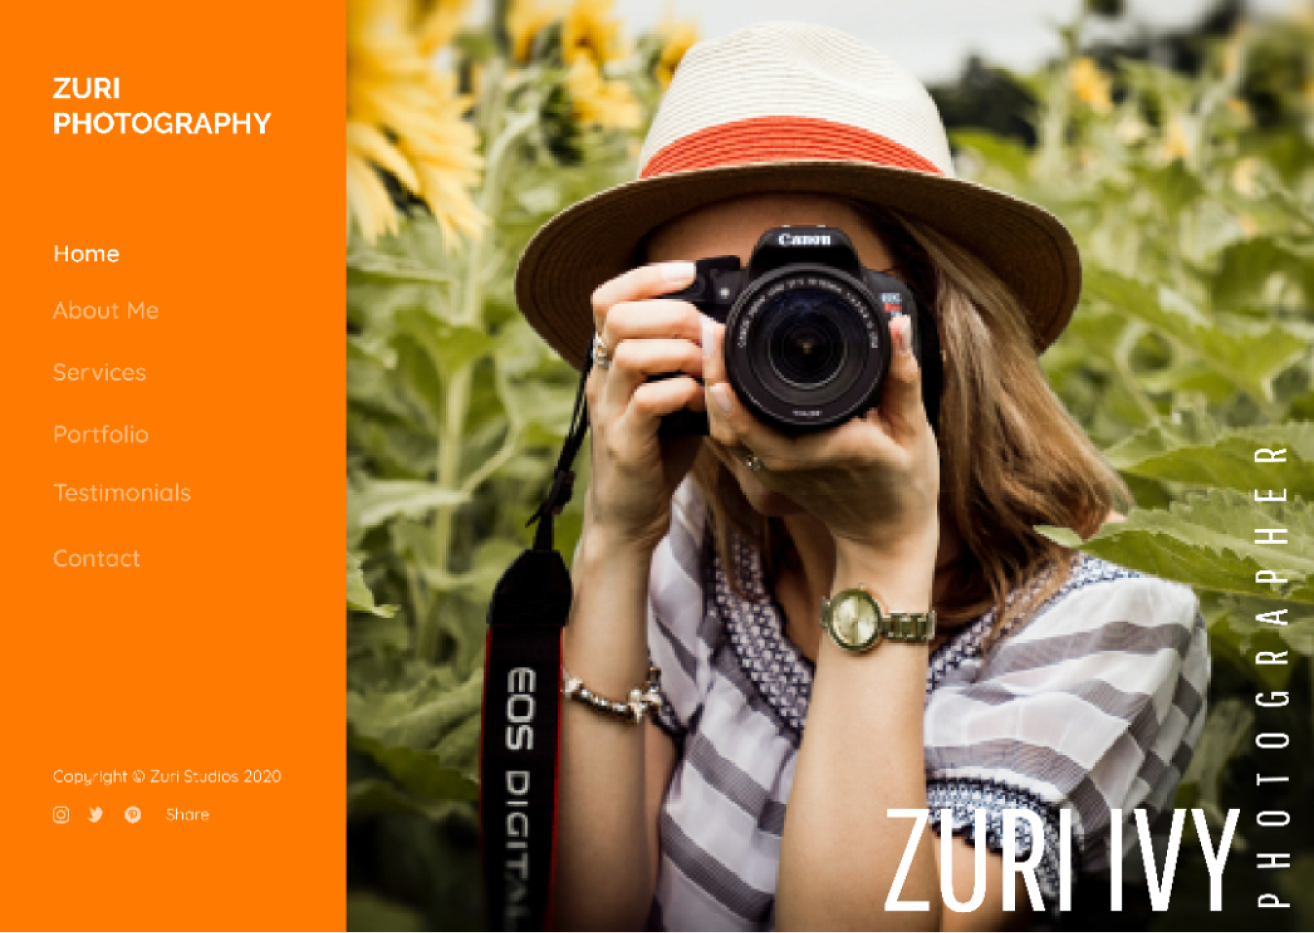 ZURI
PHOTOGRAPHY
Home
About Me
Services
Portfolio
Testimonials
Contact
Copyright © Zuri Studios 2020
Share
Canon
EOS DIGITAL
ZURI IVY
PHOTOGRAPHER